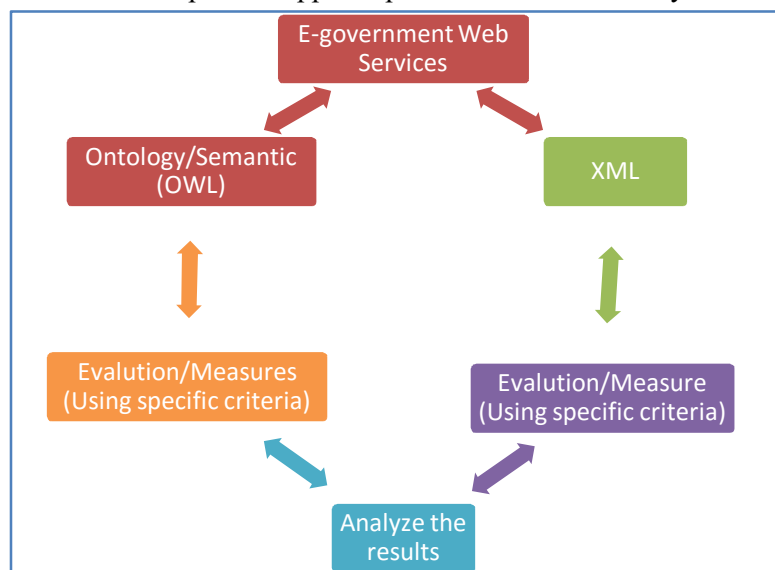 E-government Web
Services
Ontology/Semantic
(OWL)
XML
Evalution/Measures
(Using specific criteria)
Evalution/Measure
(Using specific criteria)
Analyze the
results